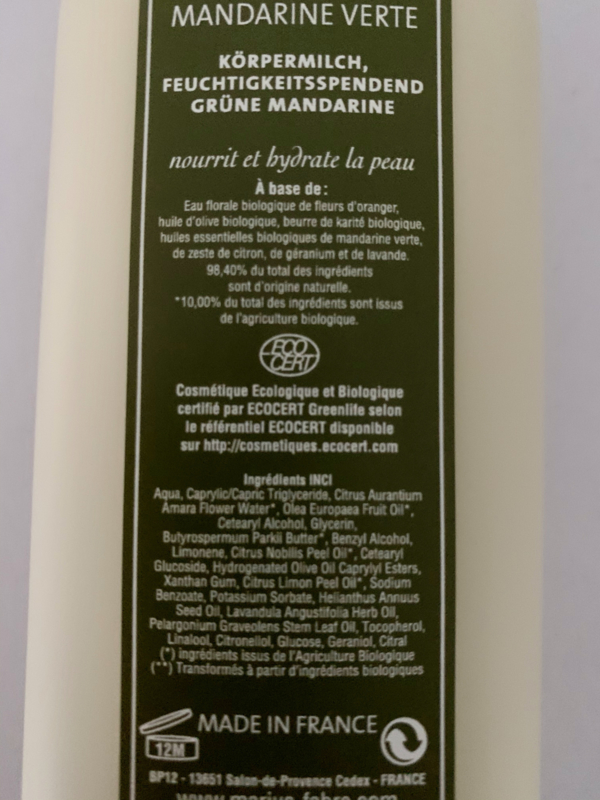 MANDARINE VERTE
KÖRPERMILCH,
FEUCHTIGKEITSSPENDEND
GRÜNE MANDARINE
nourrit et hydrate la peau
À base de :
Eau florale biologique de fleurs d'oranger,
huile d'olive biologique, beurre de karité biologique,
huiles essentielles biologiques de mandarine verte,
de zeste de citron, de géranium et de lavande.
98,40% du total des ingrédients
sont d'origine naturelle.
*10,00% du total des ingrédients sont issus
de l'agriculture biologique.
ECO
CERT
Cosmétique Ecologique et Biologique
certifié par ECOCERT Greenlife selon
le référentiel ECOCERT disponible
sur http://cosmetiques.ecocert.com
Ingrédients INCI
Aqua, Caprylic/Capric Triglyceride, Citrus Aurantium
Amara Flower Water*, Olea Europaea Fruit Oil*,
Cetearyl Alcohol, Glycerin,
Butyrospermum Parkii Butter*, Benzyl Alcohol,
Limonene, Citrus Nobilis Peel Oil*, Cetearyl
Glucoside, Hydrogenated Olive Oil Caprylyl Esters,
Xanthan Gum, Citrus Limon Peel Oil*, Sodium
Benzoate, Potassium Sorbate, Helianthus Annuus
Seed Oil, Lavandula Angustifolia Herb Oil,
Pelargonium Graveolens Stem Leaf Oil, Tocopherol,
Linalool, Citronellol, Glucose, Geraniol, Citral
(*) ingrédients issus de l'Agriculture Biologique
(**) Transformés à partir d'ingrédients biologiques
MADE IN FRANCE
12M
BP12 - 13651 Salon-de-Provence Cedex - FRANCE
www.marius-fabre.com